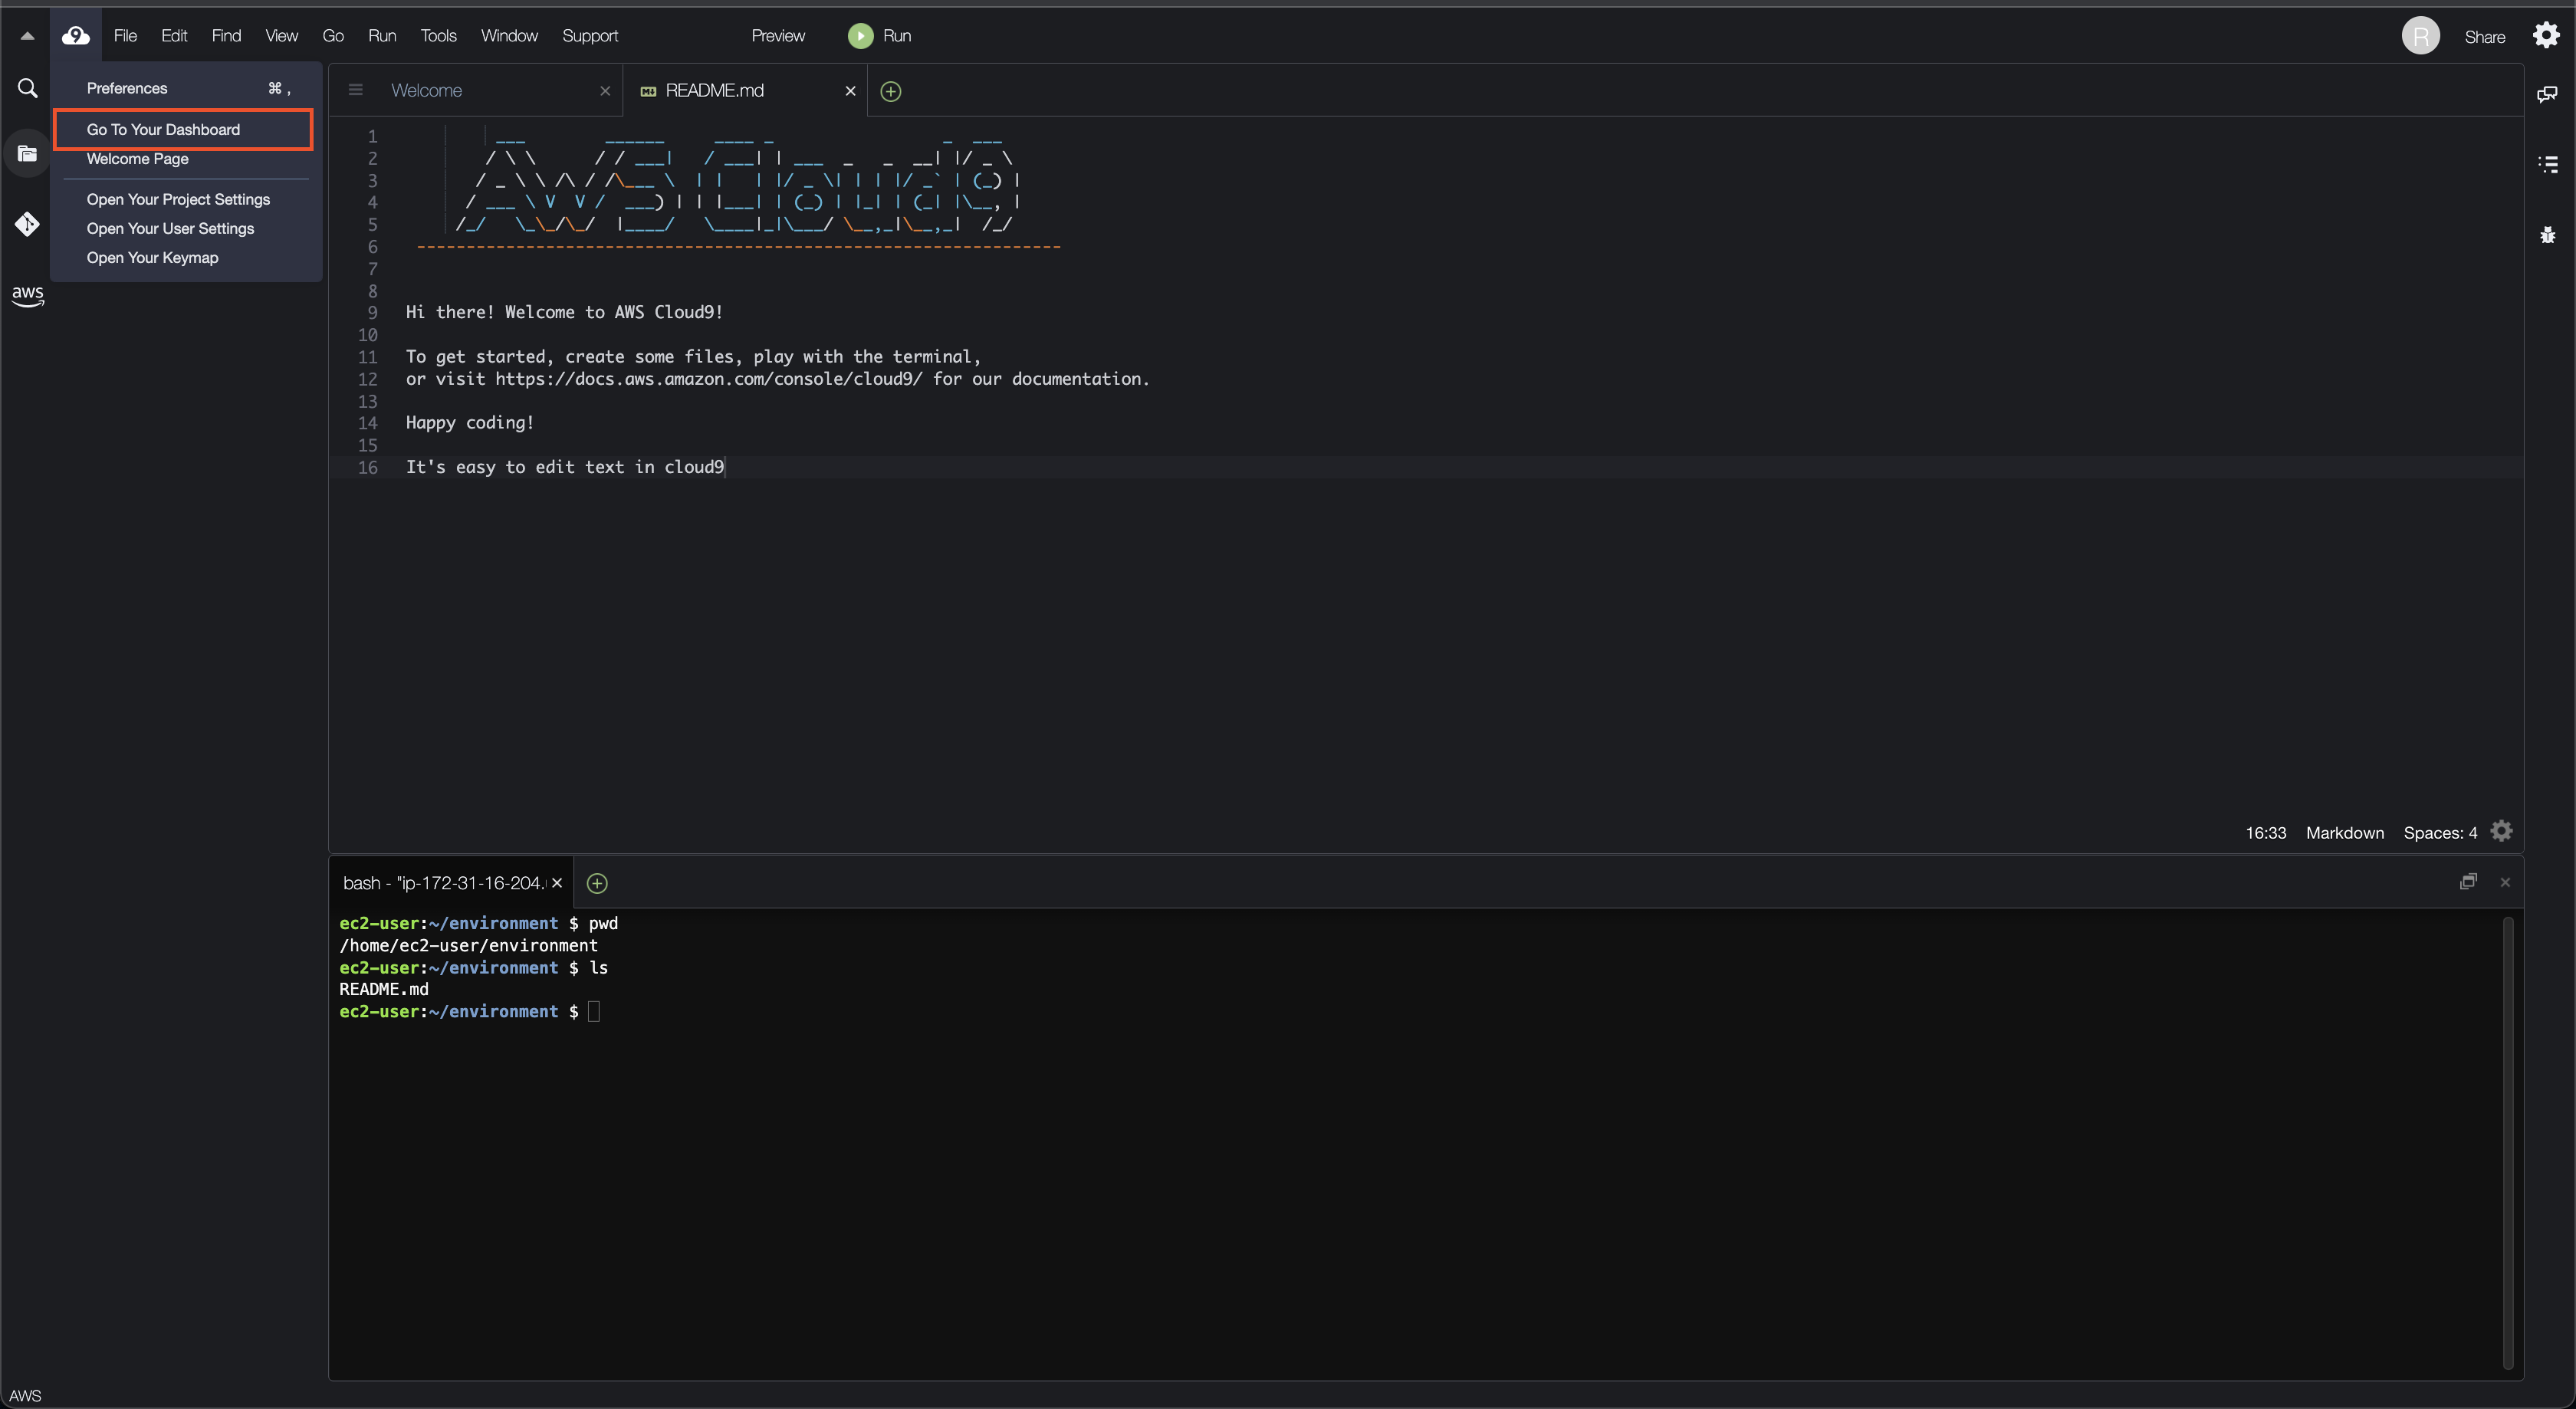 File Edit Find View Go Run Tools Window Support Preview Run R Share
Preferences ⌘ ,
Go To Your Dashboard
Welcome Page
Open Your Project Settings
Open Your User Settings
Open Your Keymap
aws
Welcome README.md
1
2
3
4
5
6
7
8
9 Hi there! Welcome to AWS Cloud9!
10
11 To get started, create some files, play with the terminal,
12 or visit https://docs.aws.amazon.com/console/cloud9/ for our documentation.
13
14 Happy coding!
15
16 It's easy to edit text in cloud9
AWS Cloud9
16:33 Markdown Spaces: 4
bash - "ip-172-31-16-204.
ec2-user:~/environment $ pwd
/home/ec2-user/environment
ec2-user:~/environment $ ls
README.md
ec2-user:~/environment $
AWS